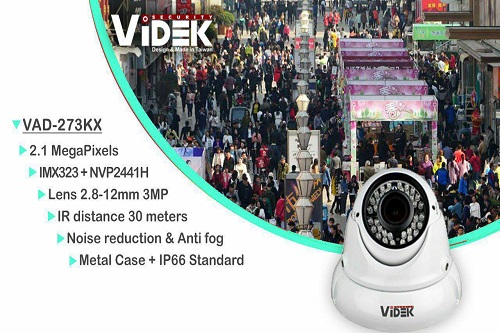 SECURITY
ViDEK
Design & Made in Taiwan
VAD-273KX
2.1 MegaPixels
IMX323 + NVP2441H
Lens 2.8-12mm 3MP
IR distance 30 meters
Noise reduction & Anti fog
Metal Case + IP66 Standard
ViDEK